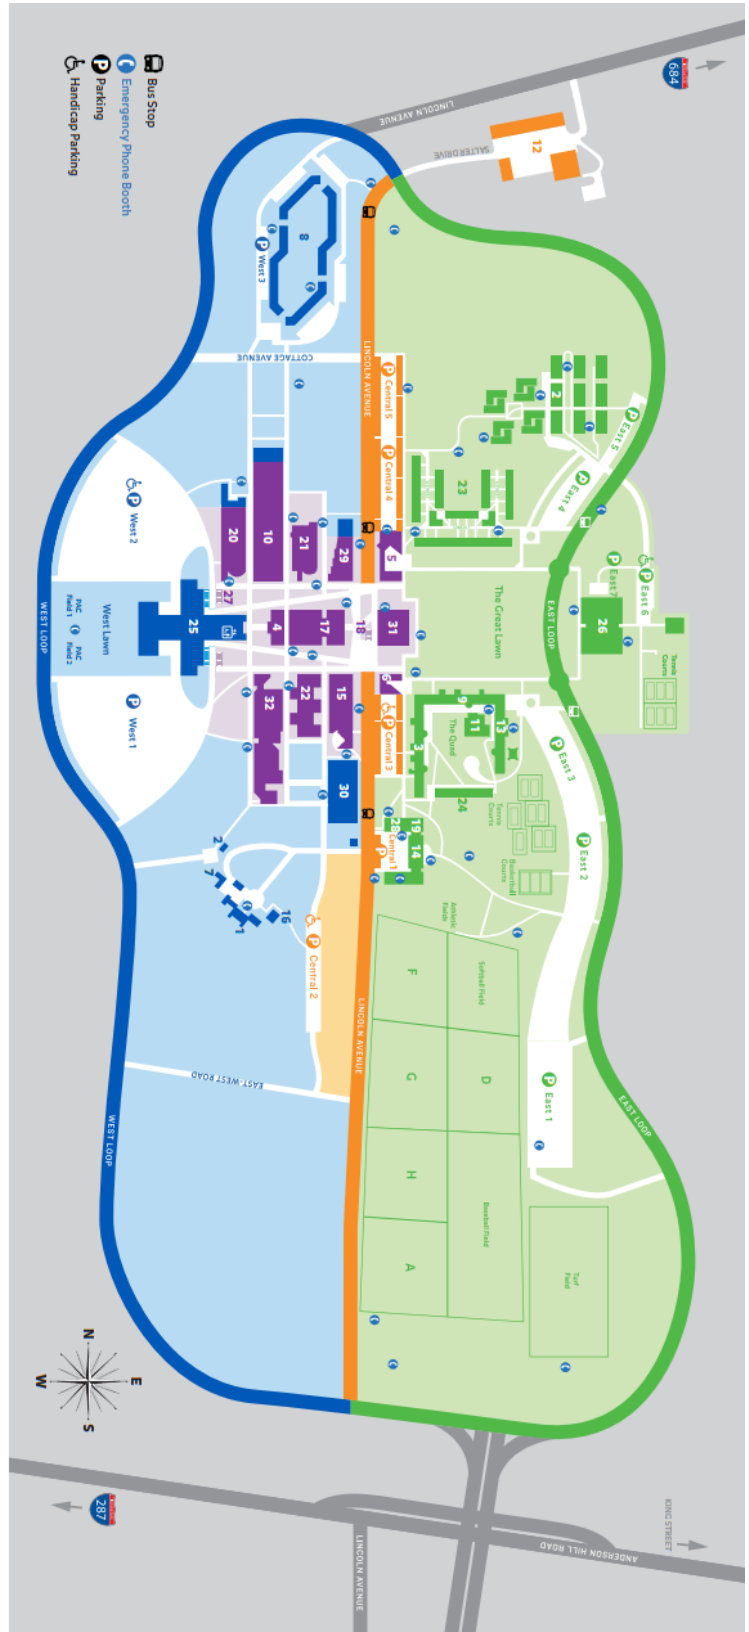 Bus Stop
Emergency Phone Booth
Parking
Handicap Parking
684
LINCOLN AVENUE
SALTER DRIVE
12
8
P West 3
COTTAGE AVENUE
LINCOLN AVENUE
P Central 5
P Central 4
2
P East 5
P East 4
23
P East 7
P East 6
26
Tennis
Courts
EAST LOOP
The Great Lawn
P West 2
20
10
21
29
5
27
25
4
17
18
31
West Lawn
PAC
Field 1
PAC
Field 2
WEST LOOP
P West 1
32
22
15
6
P Central 3
30
9
11
13
3
The Quad
24
P East 3
P East 2
Tennis
Courts
Basketball
Courts
28
19
14
Central 1
P
2
7
1
16
P Central 2
Athletic
Fields
Softball Field
F
G
D
H
A
Baseball Field
P East 1
EAST LOOP
Turf
Field
LINCOLN AVENUE
EAST-WEST ROAD
WEST LOOP
N
E
S
W
287
LINCOLN AVENUE
ANDERSON HILL ROAD
KING STREET